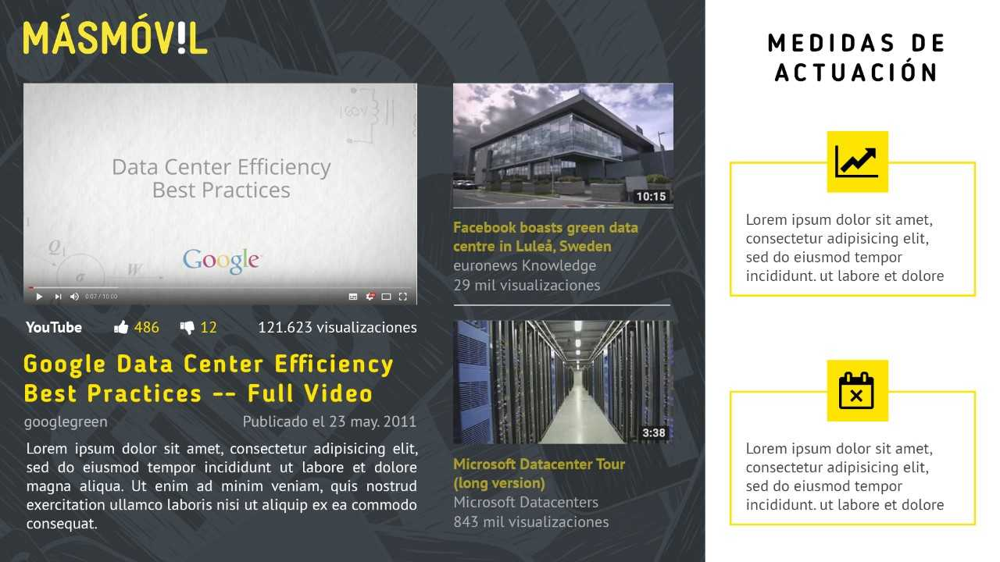 MÁSMÓV!L
Data Center Efficiency
Best Practices
Google
0:07 / 10:00
YouTube 486 12 121.623 visualizaciones
Google Data Center Efficiency
Best Practices -- Full Video
googlegreen Publicado el 23 may. 2011
Lorem ipsum dolor sit amet, consectetur adipisicing elit,
sed do eiusmod tempor incididunt ut labore et dolore
magna aliqua. Ut enim ad minim veniam, quis nostrud
exercitation ullamco laboris nisi ut aliquip ex ea commodo
consequat.
10:15
Facebook boasts green data
centre in Luleå, Sweden
euronews Knowledge
29 mil visualizaciones
3:38
Microsoft Datacenter Tour
(long version)
Microsoft Datacenters
843 mil visualizaciones
MEDIDAS DE
ACTUACIÓN
Lorem ipsum dolor sit amet,
consectetur adipisicing elit,
sed do eiusmod tempor
incididunt. ut labore et dolore
Lorem ipsum dolor sit amet,
consectetur adipisicing elit,
sed do eiusmod tempor
incididunt. ut labore et dolore